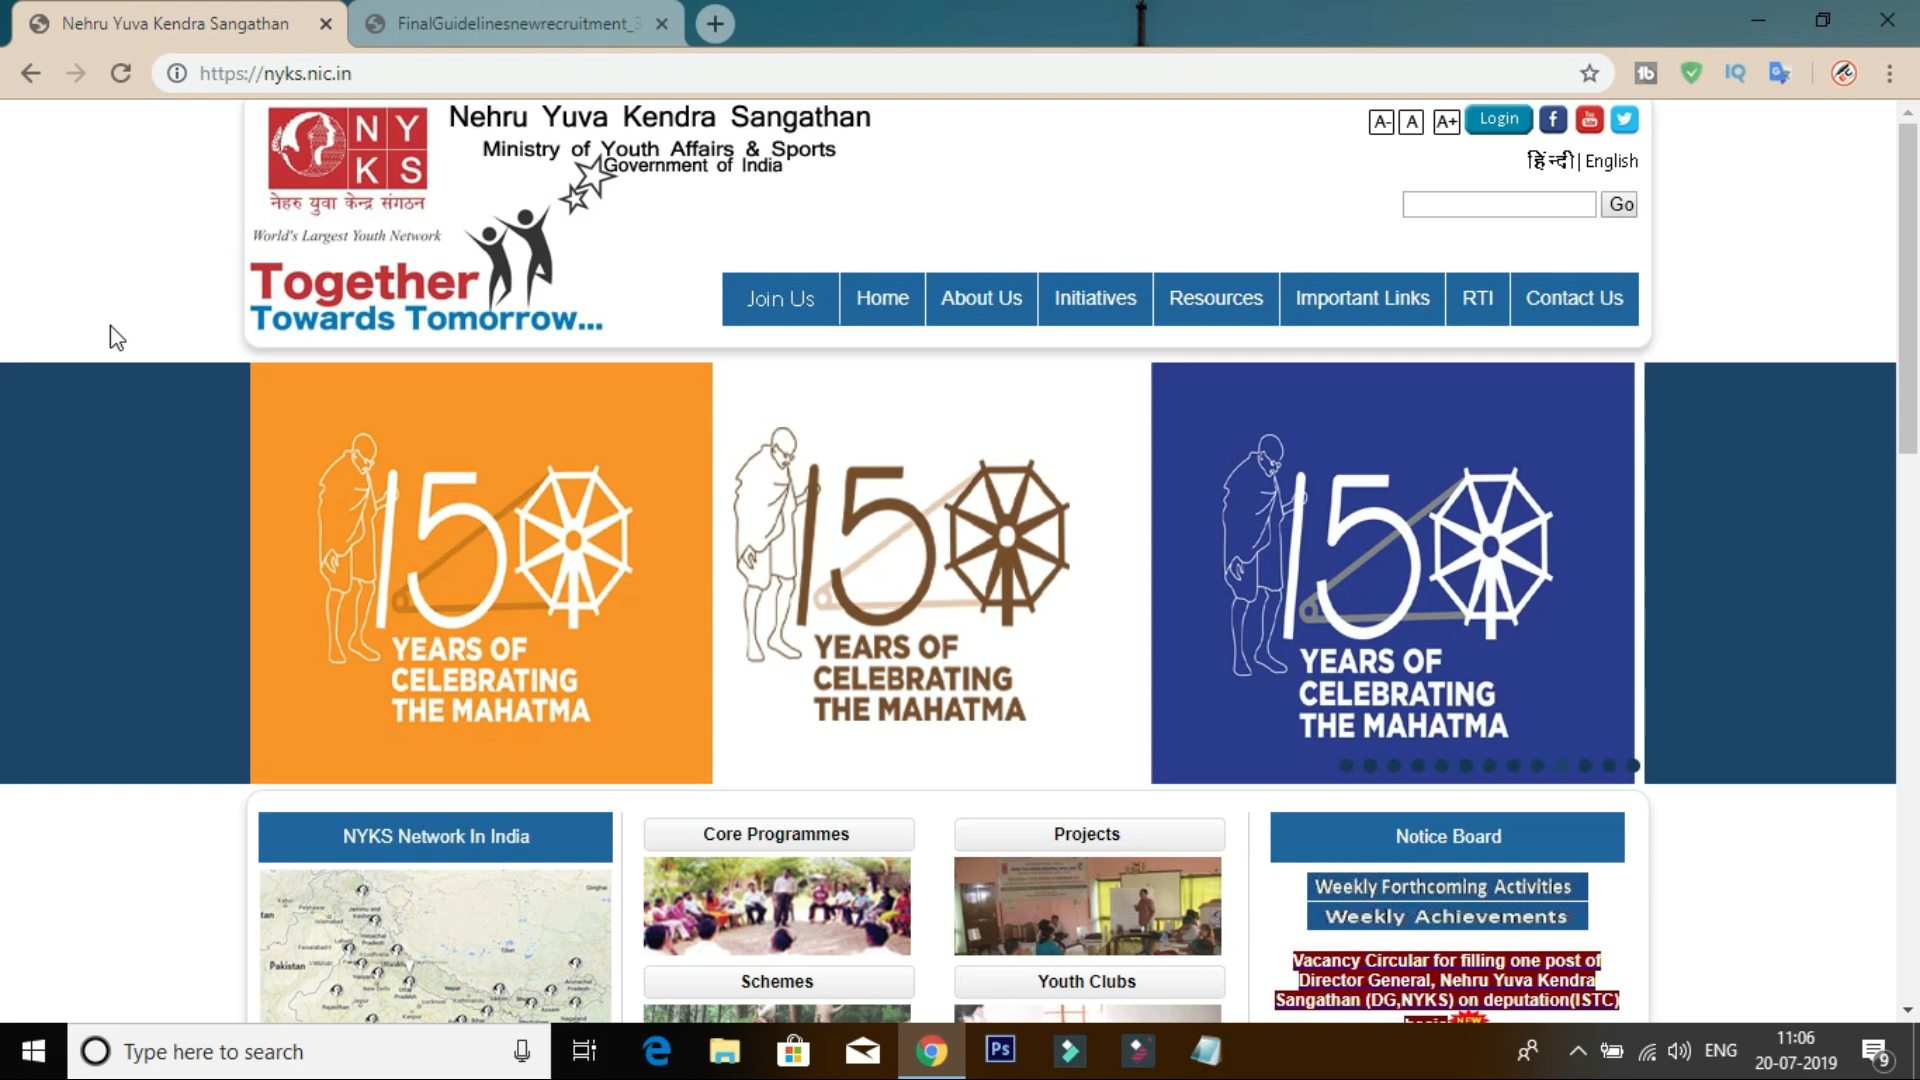 Nehru Yuva Kendra Sangathan
FinalGuidelinesnewrecruitment_3
https://nyks.nic.in
N Y
K S
नेहरु युवा केन्द्र संगठन
World's Largest Youth Network
Together
Towards Tomorrow...
Nehru Yuva Kendra Sangathan
Ministry of Youth Affairs & Sports
Government of India
A- A A+ Login
हिंन्दी| English
Go
Join Us Home About Us Initiatives Resources Important Links RTI Contact Us
150
YEARS OF
CELEBRATING
THE MAHATMA
150
YEARS OF
CELEBRATING
THE MAHATMA
150
YEARS OF
CELEBRATING
THE MAHATMA
NYKS Network In India
Pakistan
Core Programmes
Projects
Schemes
Youth Clubs
Notice Board
Weekly Forthcoming Activities
Weekly Achievements
Vacancy Circular for filling one post of
Director General, Nehru Yuva Kendra
Sangathan (DG,NYKS) on deputation(ISTC)
NEW
Type here to search
Ps
ENG
11:06
20-07-2019
9